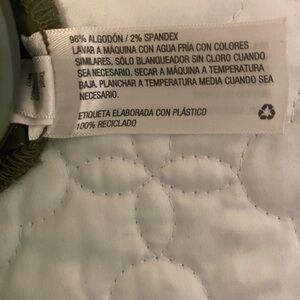 98% ALGODÓN / 2% SPANDEX
LAVAR A MÁQUINA CON AGUA FRÍA CON COLORES
SIMILARES. SÓLO BLANQUEADOR SIN CLORO CUANDO
SEA NECESARIO. SECAR A MÁQUINA A TEMPERATURA
BAJA. PLANCHAR A TEMPERATURA MEDIA CUANDO SEA
NECESARIO.
ETIQUETA ELABORADA CON PLÁSTICO
100% RECICLADO